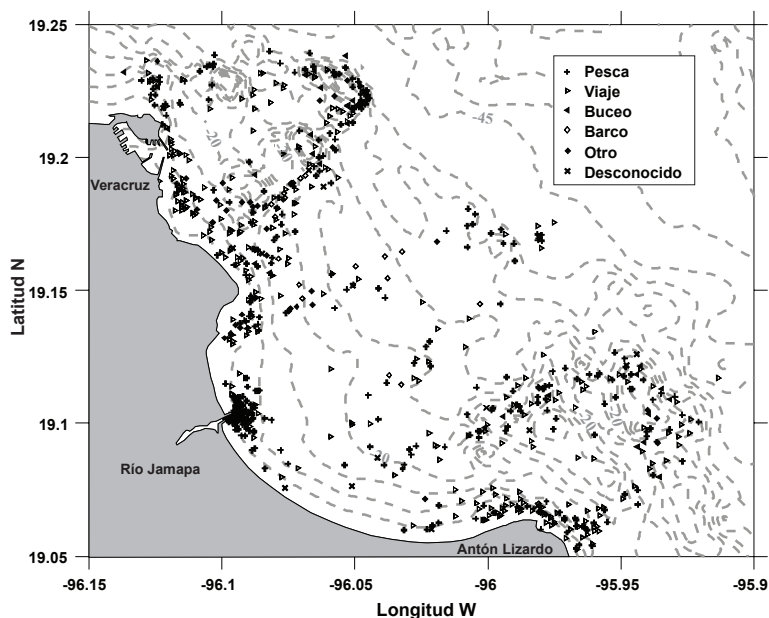 19.25
19.2
19.15
19.1
19.05
Latitud N
Pesca
Viaje
Buceo
Barco
Otro
Desconocido
-45
-20
Veracruz
Río Jamapa
-20
Antón Lizardo
-96.15
-96.1
-96.05
-96
-95.95
-95.9
Longitud W